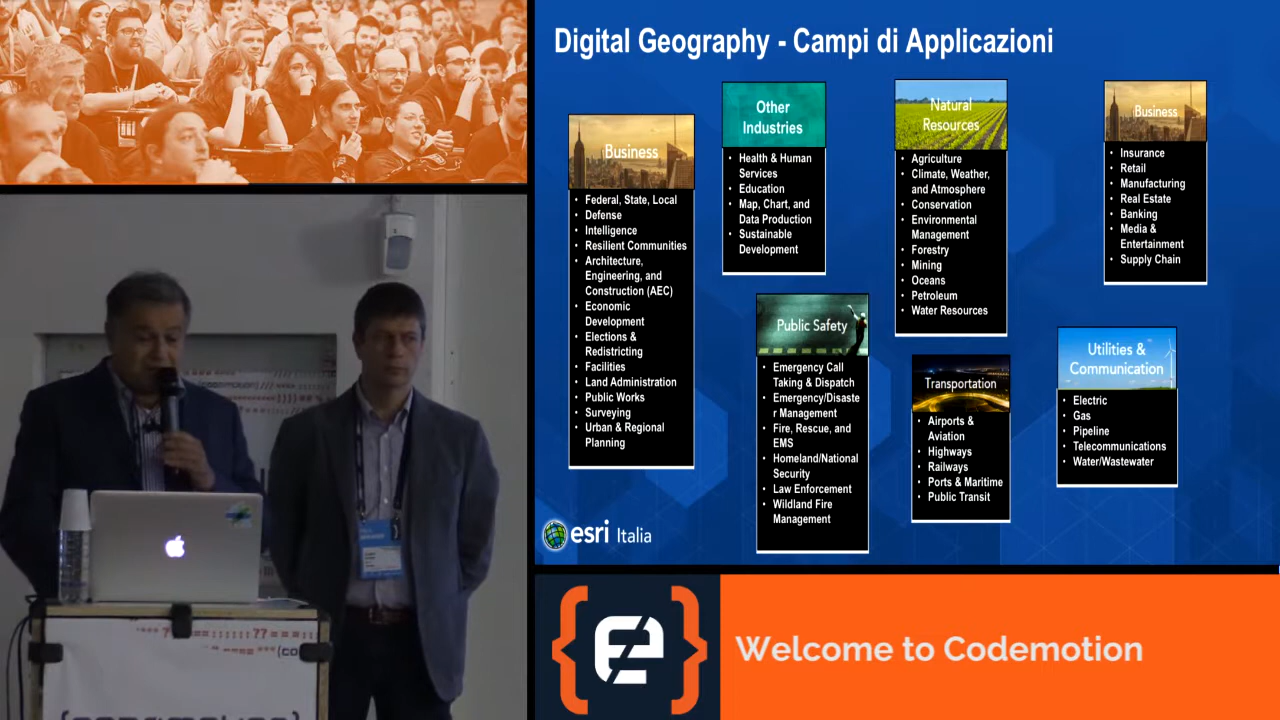 Digital Geography - Campi di Applicazioni
Business
• Federal, State, Local
• Defense
• Intelligence
• Resilient Communities
• Architecture,
Engineering, and
Construction (AEC)
• Economic
Development
• Elections &
Redistricting
• Facilities
• Land Administration
• Public Works
• Surveying
• Urban & Regional
Planning
Other
Industries
• Health & Human
Services
• Education
• Map, Chart, and
Data Production
• Sustainable
Development
Public Safety
• Emergency Call
Taking & Dispatch
• Emergency/Disaste
r Management
• Fire, Rescue, and
EMS
• Homeland/National
Security
• Law Enforcement
• Wildland Fire
Management
Natural
Resources
• Agriculture
• Climate, Weather,
and Atmosphere
• Conservation
• Environmental
Management
• Forestry
• Mining
• Oceans
• Petroleum
• Water Resources
Transportation
• Airports &
Aviation
• Highways
• Railways
• Ports & Maritime
• Public Transit
Business
• Insurance
• Retail
• Manufacturing
• Real Estate
• Banking
• Media &
Entertainment
• Supply Chain
Utilities &
Communication
• Electric
• Gas
• Pipeline
• Telecommunications
• Water/Wastewater
esri Italia
Welcome to Codemotion